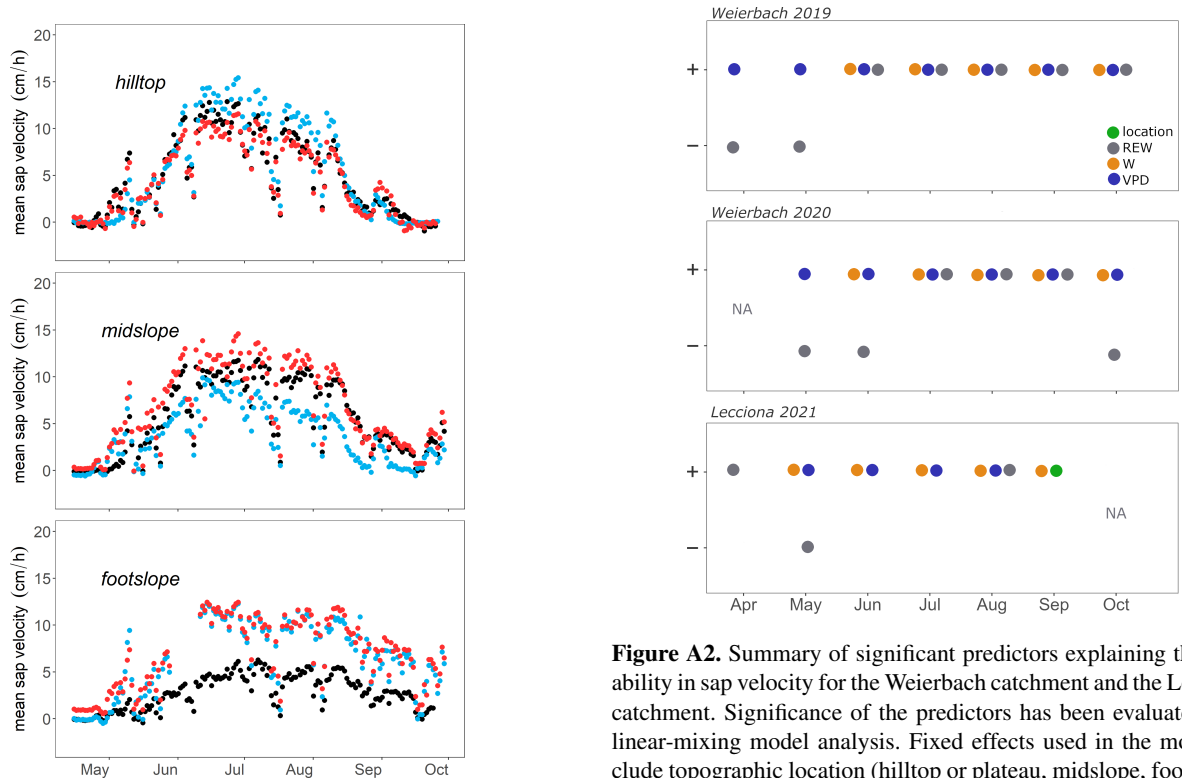 mean sap velocity (cm/h)
20
15
10
5
0
hilltop
mean sap velocity (cm/h)
20
15
10
5
0
midslope
mean sap velocity (cm/h)
20
15
10
5
0
footslope
May Jun Jul Aug Sep Oct
Weierbach 2019
+
−
location
REW
W
VPD
Weierbach 2020
+
−
NA
Lecciona 2021
+
−
NA
Apr May Jun Jul Aug Sep Oct
Figure A2. Summary of significant predictors explaining th
ability in sap velocity for the Weierbach catchment and the Le
catchment. Significance of the predictors has been evaluate
linear-mixing model analysis. Fixed effects used in the mo
clude topographic location (hilltop or plateau, midslope, foo